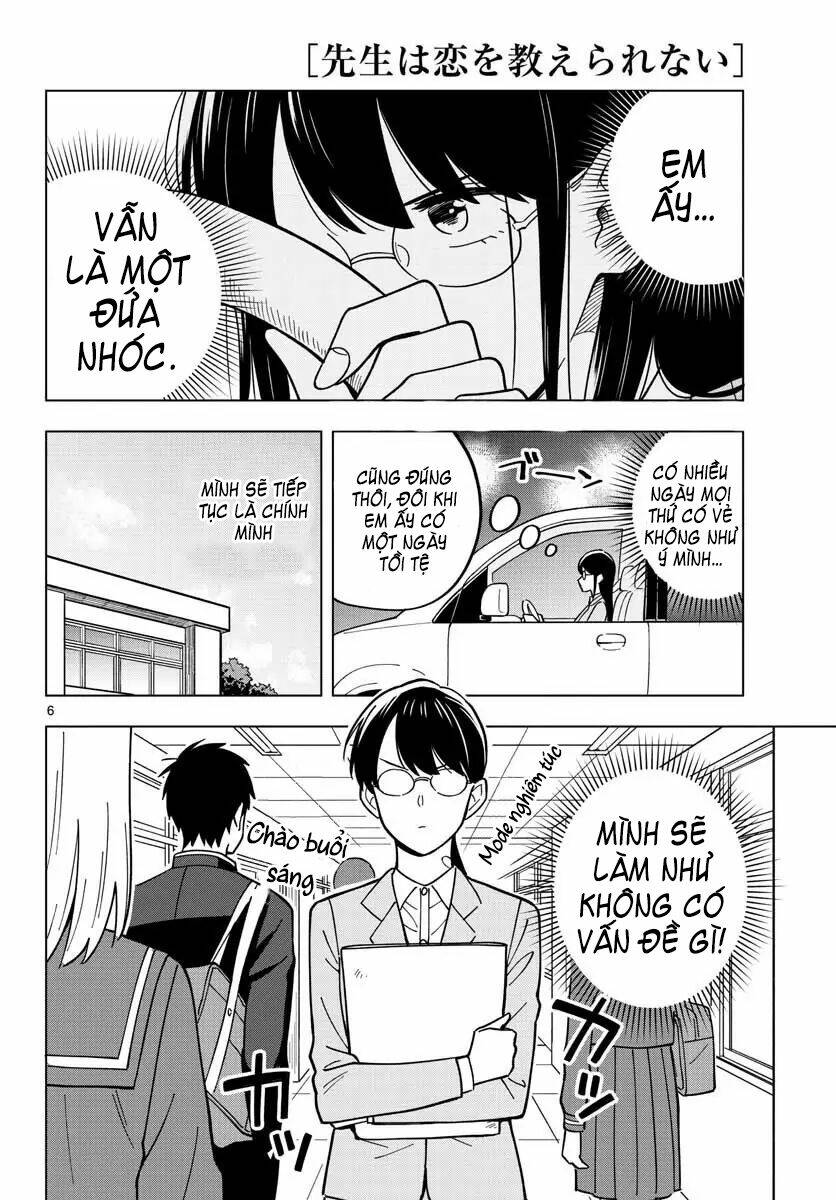 [先生は恋を教えられない]
EM
ẤY...
VẪN
LÀ MỘT
ĐỨA
NHÓC.
CÓ NHIỀU
NGÀY MỌI
THỨ CÓ VẺ
KHÔNG NHƯ
Ý MÌNH...
ブーン
CŨNG ĐÚNG
THÔI, ĐÔI KHI
EM ẤY CÓ
MỘT NGÀY
TỒI TỆ
MÌNH SẼ TIẾP
TỤC LÀ CHÍNH
MÌNH
6
MÌNH SẼ
LÀM NHƯ
KHÔNG CÓ
VẤN ĐỀ GÌ!
Mode nghiêm túc
Chào buổi
sáng
カッ
カッ